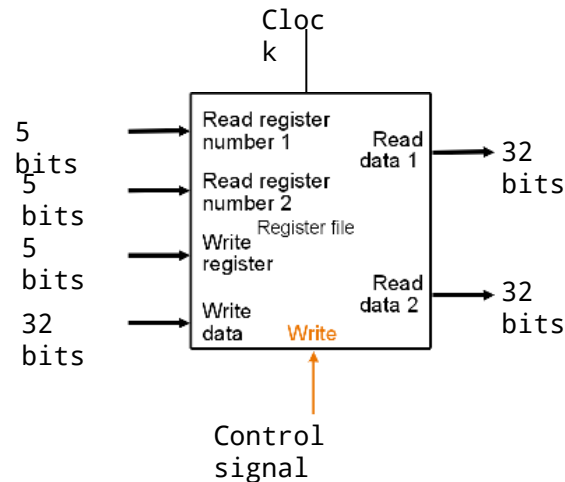 Cloc
k
5
bits
Read register
number 1
Read
data 1
32
bits
5
bits
Read register
number 2
Register file
5
bits
Write
register
32
bits
Write
data
Read
data 2
32
bits
Write
Control
signal